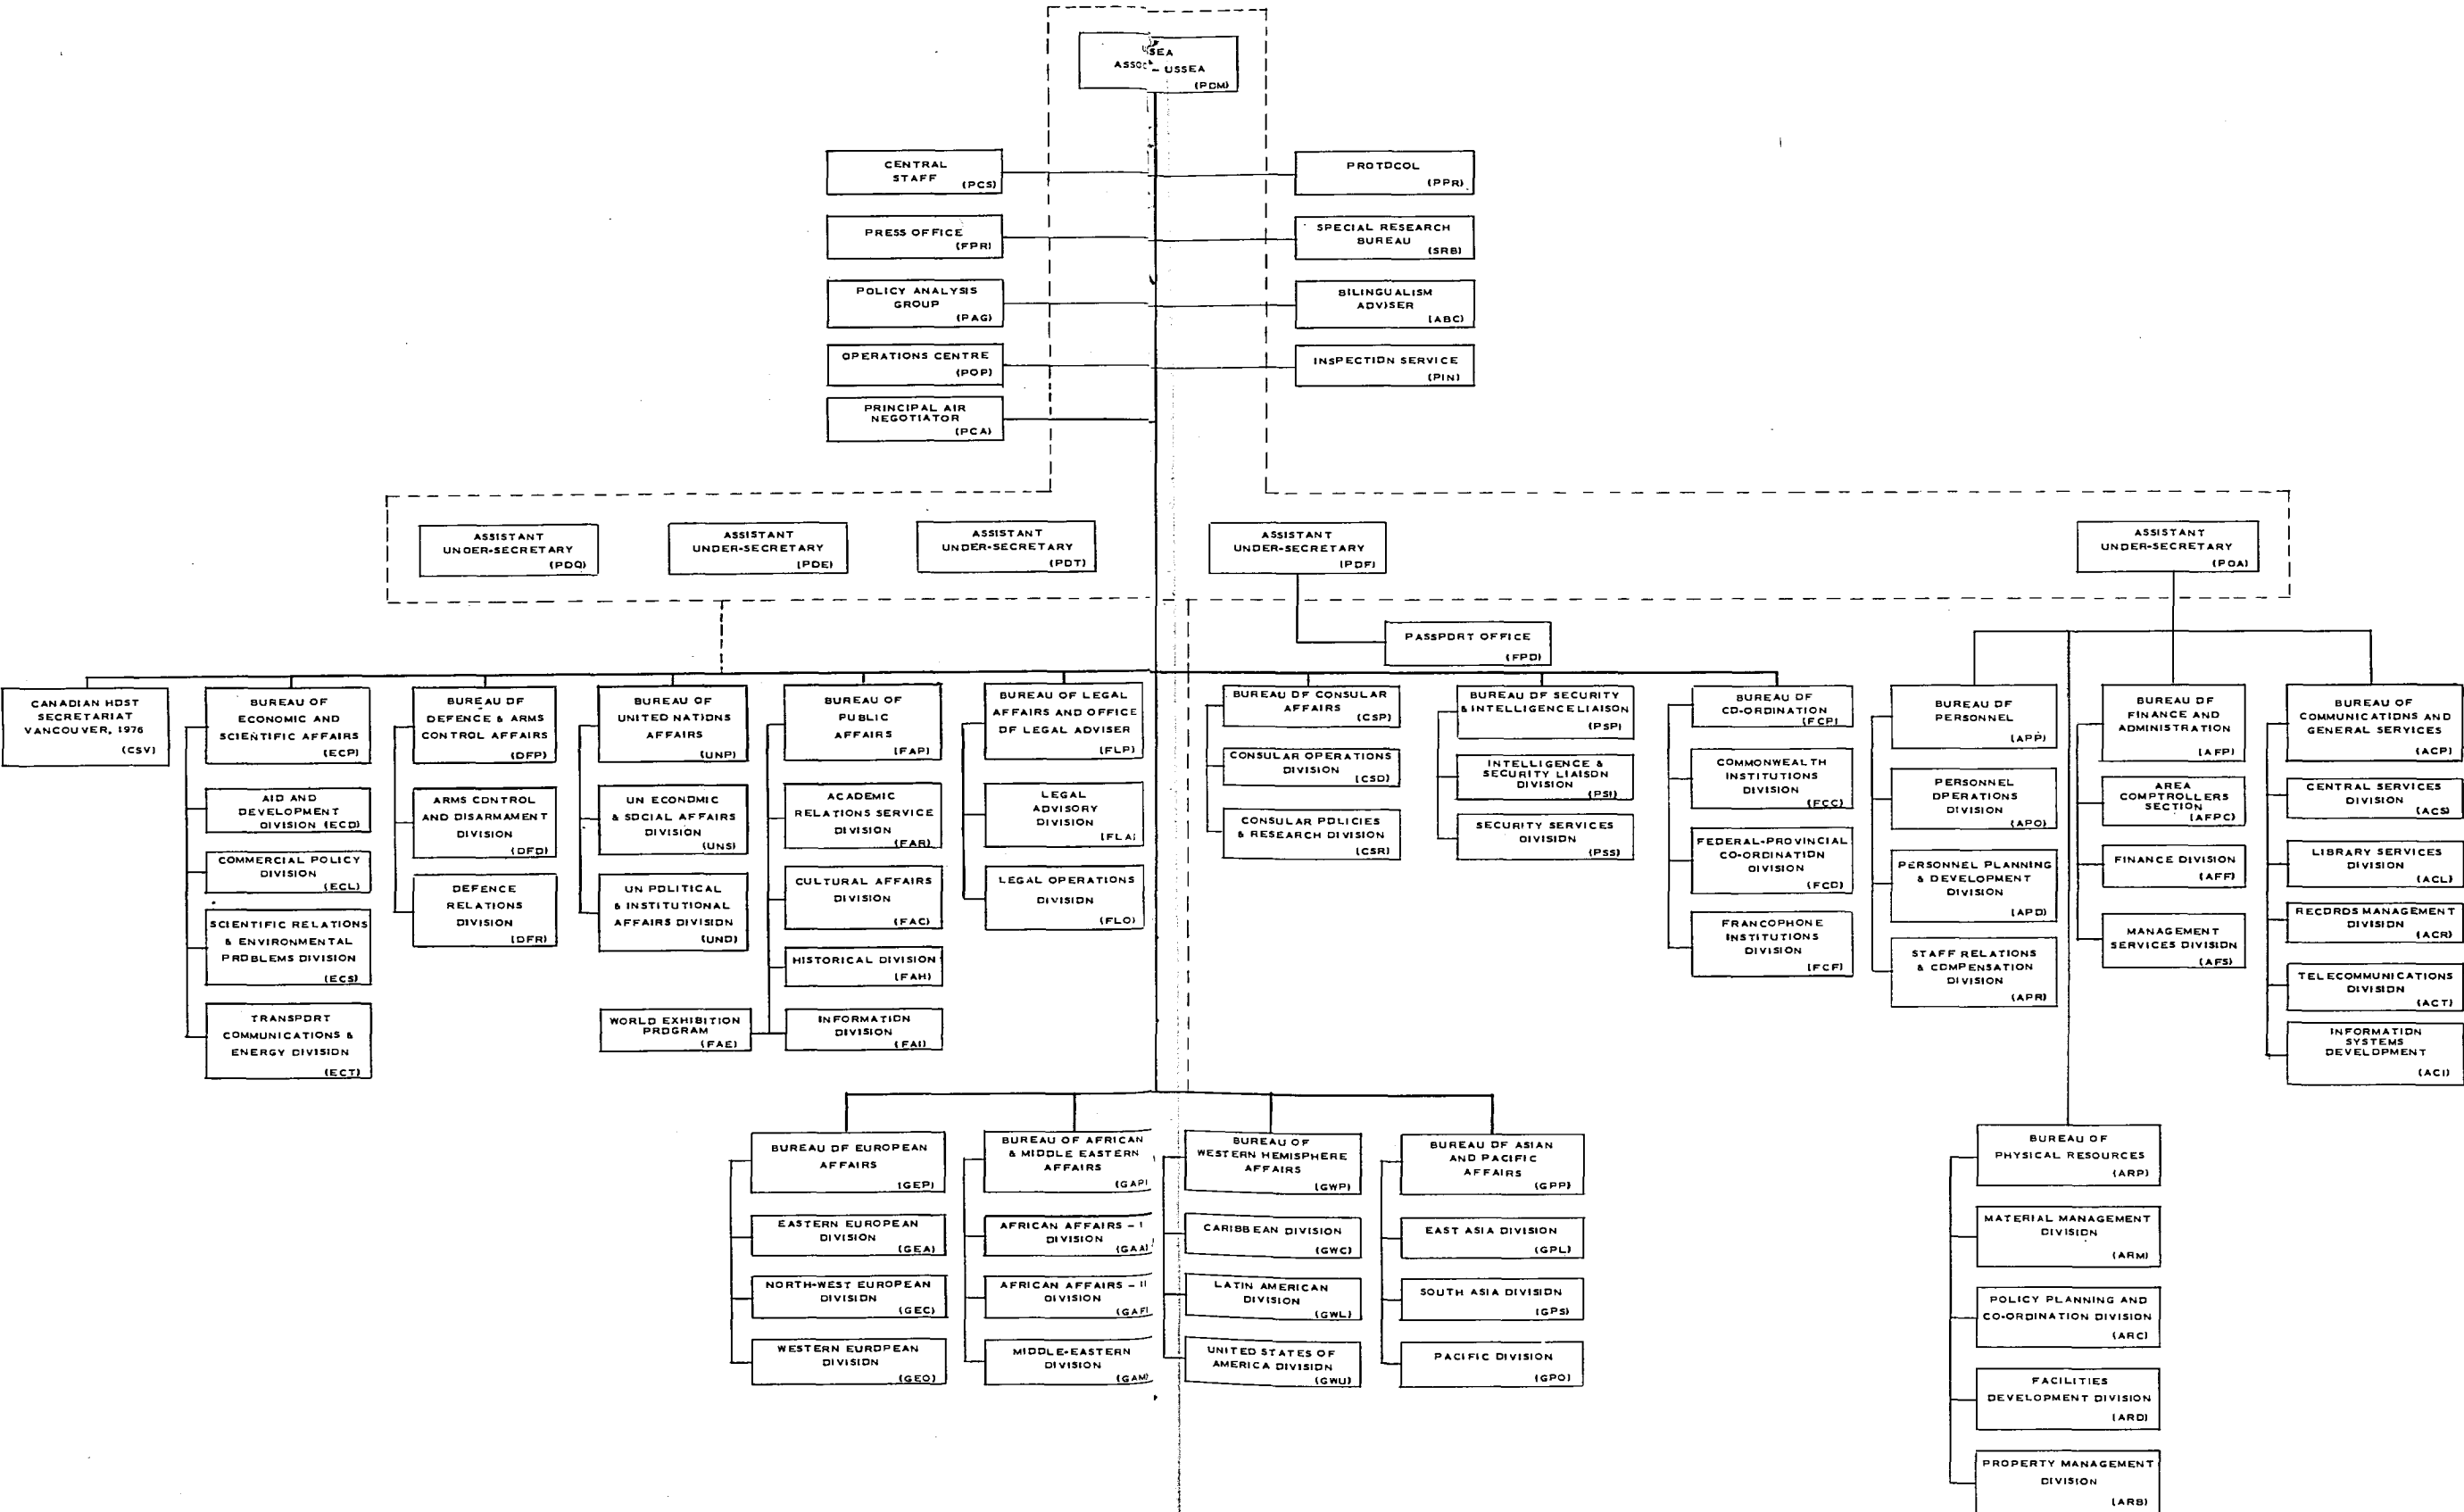 SEA
ASSOC – USSEA
(PDM)
CENTRAL
STAFF
(PCS)
PROTOCOL
(PPR)
PRESS OFFICE
(FPR)
SPECIAL RESEARCH
BUREAU
(SRB)
POLICY ANALYSIS
GROUP
(PAG)
BILINGUALISM
ADVISER
(ABC)
OPERATIONS CENTRE
(POP)
INSPECTION SERVICE
(PIN)
PRINCIPAL AIR
NEGOTIATOR
(PCA)
ASSISTANT
UNDER-SECRETARY
(PDQ)
ASSISTANT
UNDER-SECRETARY
(PDE)
ASSISTANT
UNDER-SECRETARY
(PDT)
ASSISTANT
UNDER-SECRETARY
(PDF)
ASSISTANT
UNDER-SECRETARY
(PDA)
PASSPORT OFFICE
(FPD)
CANADIAN HOST
SECRETARIAT
VANCOUVER, 1976
(CSV)
BUREAU OF
ECONOMIC AND
SCIENTIFIC AFFAIRS
(ECP)
AID AND
DEVELOPMENT
DIVISION (ECD)
COMMERCIAL POLICY
DIVISION
(ECL)
SCIENTIFIC RELATIONS
& ENVIRONMENTAL
PROBLEMS DIVISION
(ECS)
TRANSPORT
COMMUNICATIONS &
ENERGY DIVISION
(ECT)
BUREAU OF
DEFENCE & ARMS
CONTROL AFFAIRS
(DFP)
ARMS CONTROL
AND DISARMAMENT
DIVISION
(DFD)
DEFENCE
RELATIONS
DIVISION
(DFR)
BUREAU OF
UNITED NATIONS
AFFAIRS
(UNP)
UN ECONOMIC
& SOCIAL AFFAIRS
DIVISION
(UNS)
UN POLITICAL
& INSTITUTIONAL
AFFAIRS DIVISION
(UND)
BUREAU OF
PUBLIC
AFFAIRS
(FAP)
ACADEMIC
RELATIONS SERVICE
DIVISION
(FAR)
CULTURAL AFFAIRS
DIVISION
(FAC)
HISTORICAL DIVISION
(FAH)
WORLD EXHIBITION
PROGRAM
(FAE)
INFORMATION
DIVISION
(FAI)
BUREAU OF LEGAL
AFFAIRS AND OFFICE
OF LEGAL ADVISER
(FLP)
LEGAL
ADVISORY
DIVISION
(FLA)
LEGAL OPERATIONS
DIVISION
(FLO)
BUREAU OF CONSULAR
AFFAIRS
(CSP)
CONSULAR OPERATIONS
DIVISION
(CSO)
CONSULAR POLICIES
& RESEARCH DIVISION
(CSR)
BUREAU OF SECURITY
& INTELLIGENCE LIAISON
(PSP)
INTELLIGENCE &
SECURITY LIAISON
DIVISION
(PSI)
SECURITY SERVICES
DIVISION
(PSS)
BUREAU OF
CO-ORDINATION
(FCP)
COMMONWEALTH
INSTITUTIONS
DIVISION
(FCC)
FEDERAL-PROVINCIAL
CO-ORDINATION
DIVISION
(FCO)
FRANCOPHONE
INSTITUTIONS
DIVISION
(FCF)
BUREAU OF
PERSONNEL
(APP)
PERSONNEL
OPERATIONS
DIVISION
(APO)
PERSONNEL PLANNING
& DEVELOPMENT
DIVISION
(APD)
STAFF RELATIONS
& COMPENSATION
DIVISION
(APR)
BUREAU OF
FINANCE AND
ADMINISTRATION
(AFP)
AREA
COMPTROLLERS
SECTION
(AFPC)
FINANCE DIVISION
(AFF)
MANAGEMENT
SERVICES DIVISION
(AFS)
BUREAU OF
COMMUNICATIONS AND
GENERAL SERVICES
(ACP)
CENTRAL SERVICES
DIVISION
(ACS)
LIBRARY SERVICES
DIVISION
(ACL)
RECORDS MANAGEMENT
DIVISION
(ACR)
TELECOMMUNICATIONS
DIVISION
(ACT)
INFORMATION
SYSTEMS
DEVELOPMENT
(ACI)
BUREAU OF EUROPEAN
AFFAIRS
(GEP)
EASTERN EUROPEAN
DIVISION
(GEA)
NORTH-WEST EUROPEAN
DIVISION
(GEC)
WESTERN EUROPEAN
DIVISION
(GEO)
BUREAU OF AFRICAN
& MIDDLE EASTERN
AFFAIRS
(GAP)
AFRICAN AFFAIRS – I
DIVISION
(GAA)
AFRICAN AFFAIRS – II
DIVISION
(GAF)
MIDDLE-EASTERN
DIVISION
(GAM)
BUREAU OF
WESTERN HEMISPHERE
AFFAIRS
(GWP)
CARIBBEAN DIVISION
(GWC)
LATIN AMERICAN
DIVISION
(GWL)
UNITED STATES OF
AMERICA DIVISION
(GWU)
BUREAU OF ASIAN
AND PACIFIC
AFFAIRS
(GPP)
EAST ASIA DIVISION
(GPL)
SOUTH ASIA DIVISION
(GPS)
PACIFIC DIVISION
(GPO)
BUREAU OF
PHYSICAL RESOURCES
(ARP)
MATERIAL MANAGEMENT
DIVISION
(ARM)
POLICY PLANNING AND
CO-ORDINATION DIVISION
(ARC)
FACILITIES
DEVELOPMENT DIVISION
(ARD)
PROPERTY MANAGEMENT
DIVISION
(ARB)